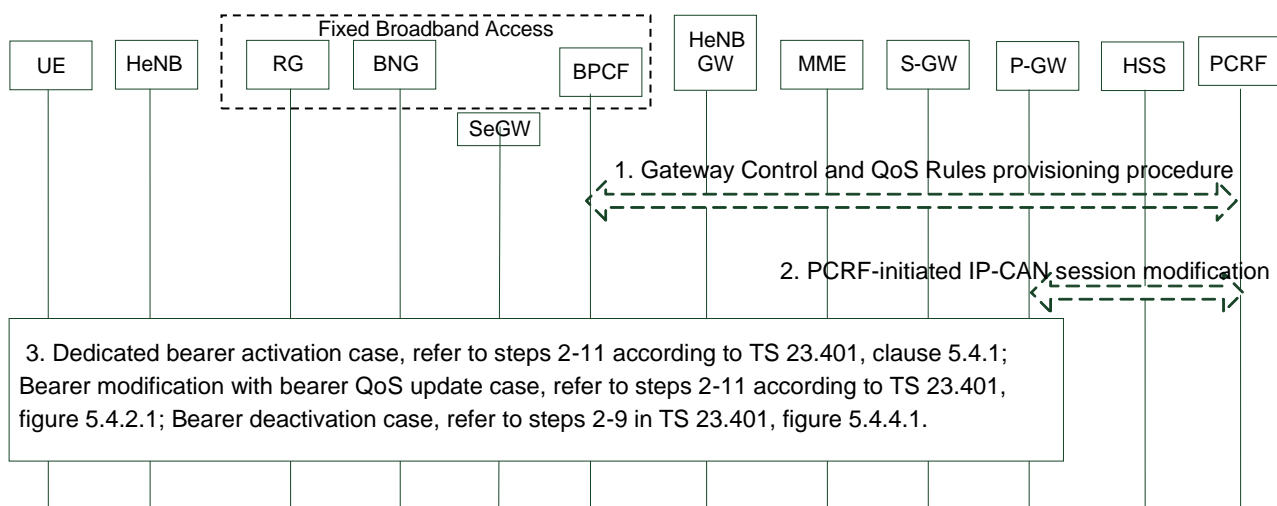 Fixed Broadband Access
UE
HeNB
RG
BNG
BPCF
HeNB
GW
MME
S-GW
P-GW
HSS
PCRF
SeGW
1. Gateway Control and QoS Rules provisioning procedure
2. PCRF-initiated IP-CAN session modification
3. Dedicated bearer activation case, refer to steps 2-11 according to TS 23.401, clause 5.4.1;
Bearer modification with bearer QoS update case, refer to steps 2-11 according to TS 23.401,
figure 5.4.2.1; Bearer deactivation case, refer to steps 2-9 in TS 23.401, figure 5.4.4.1.